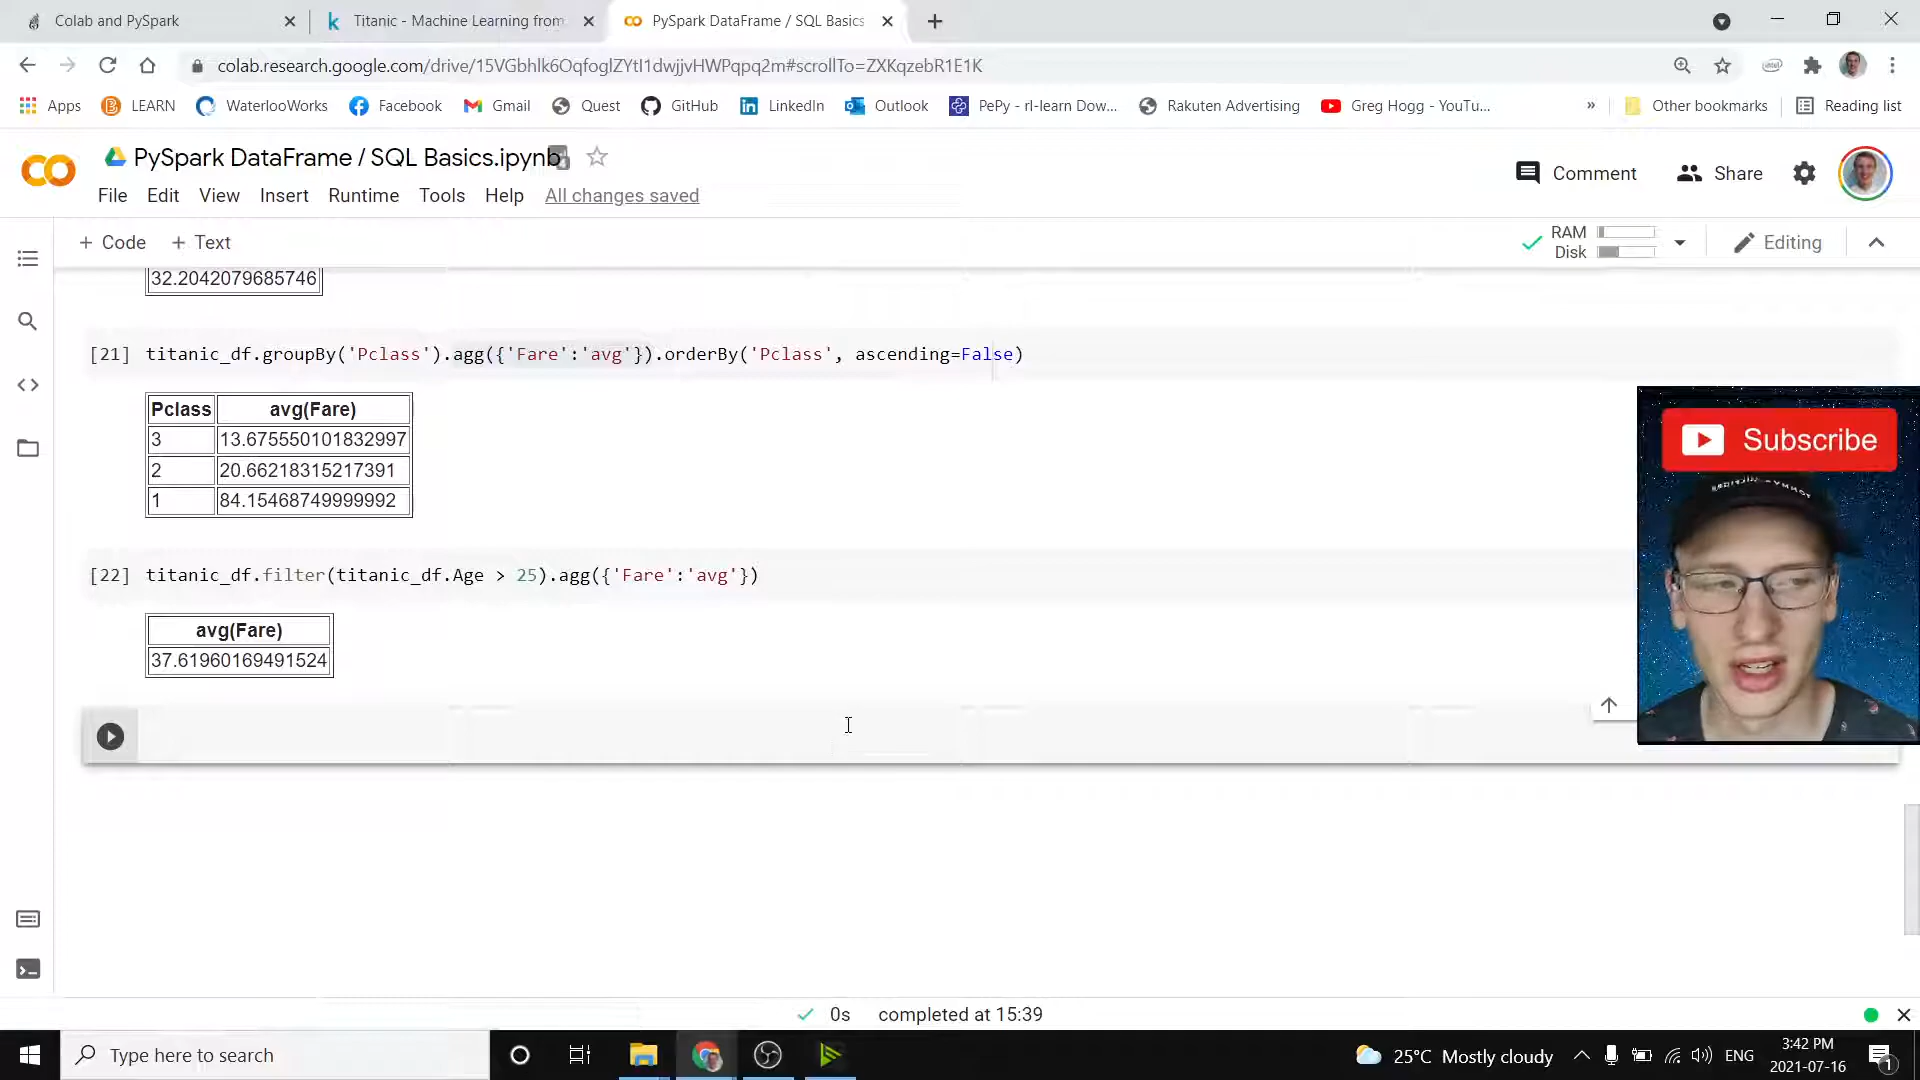 Colab and PySpark
Titanic - Machine Learning from
PySpark DataFrame / SQL Basics
colab.research.google.com/drive/15VGbhlk6OqfoglZYtI1dwjjvHWPqpq2m#scrollTo=ZXKqzebR1E1K
Apps
LEARN
WaterlooWorks
Facebook
Gmail
Quest
GitHub
LinkedIn
Outlook
PePy - rl-learn Dow...
Rakuten Advertising
Greg Hogg - YouTu...
»
Other bookmarks
Reading list
PySpark DataFrame / SQL Basics.ipynb
Comment
Share
File Edit View Insert Runtime Tools Help All changes saved
+ Code + Text
RAM
Disk
Editing
32.2042079685746
[21] titanic_df.groupBy('Pclass').agg({'Fare':'avg'}).orderBy('Pclass', ascending=False)
Pclass avg(Fare)
3 13.675550101832997
2 20.66218315217391
1 84.15468749999992
Subscribe
[22] titanic_df.filter(titanic_df.Age > 25).agg({'Fare':'avg'})
avg(Fare)
37.61960169491524
0s completed at 15:39
Type here to search
25°C Mostly cloudy
ENG
3:42 PM
2021-07-16
1